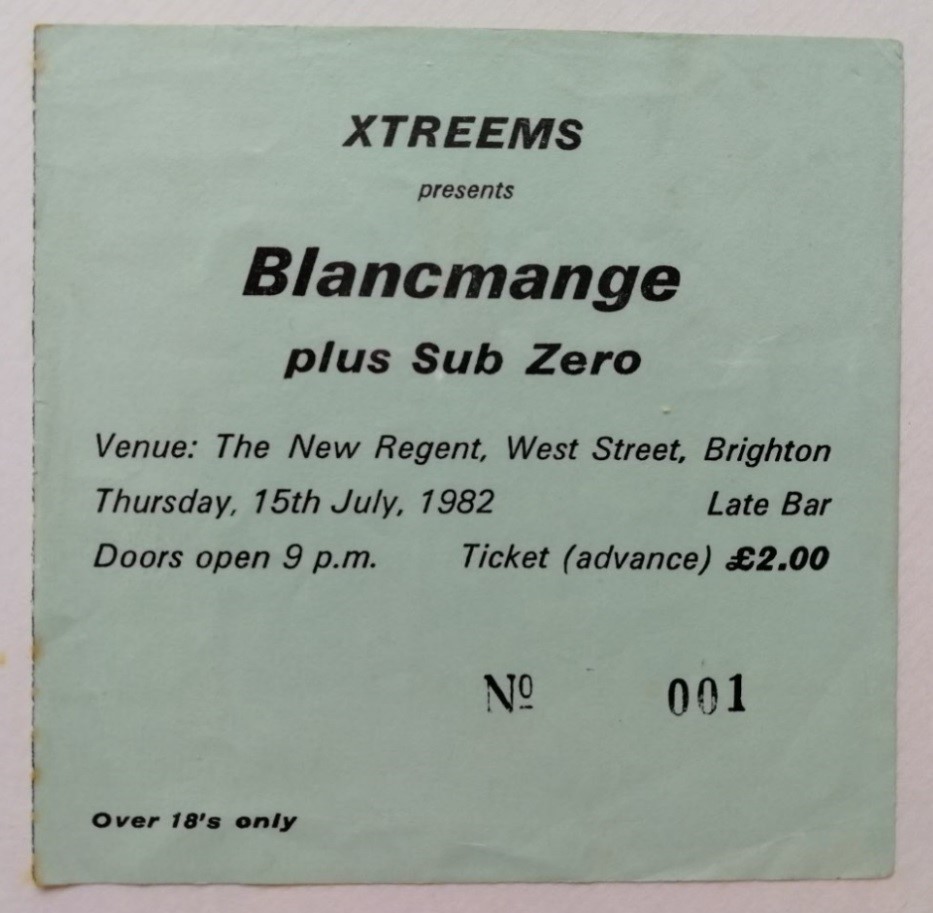 XTREEMS
presents
Blancmange
plus Sub Zero
Venue: The New Regent, West Street, Brighton
Thursday, 15th July, 1982 Late Bar
Doors open 9 p.m. Ticket (advance) £2.00
Nº 001
Over 18's only